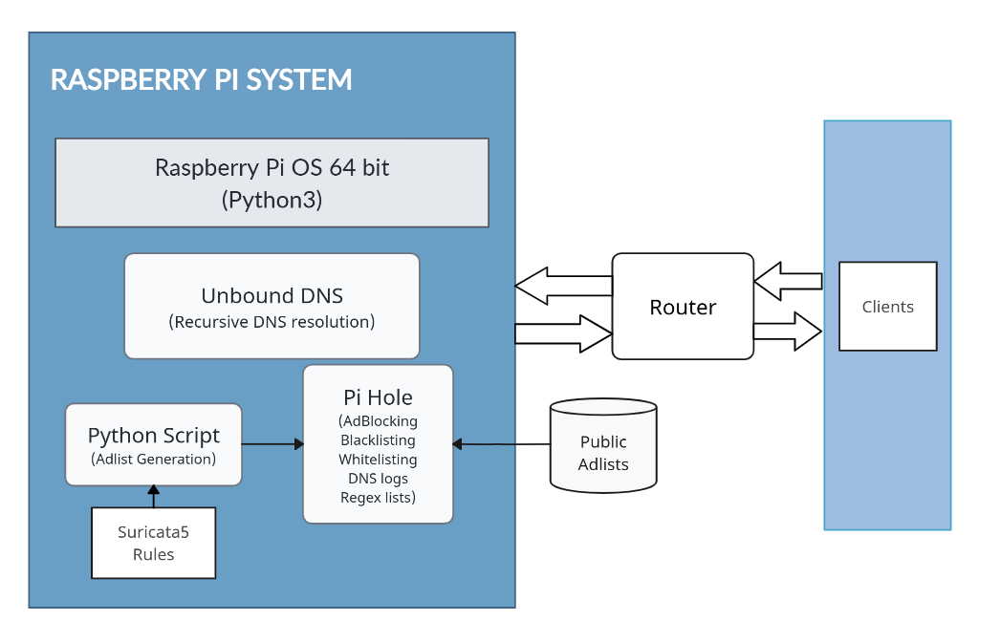 RASPBERRY PI SYSTEM
Raspberry Pi OS 64 bit
(Python3)
Unbound DNS
(Recursive DNS resolution)
Router
Clients
Pi Hole
(AdBlocking
Blacklisting
Whitelisting
DNS logs
Regex lists)
Python Script
(Adlist Generation)
Public
Adlists
Suricata5
Rules